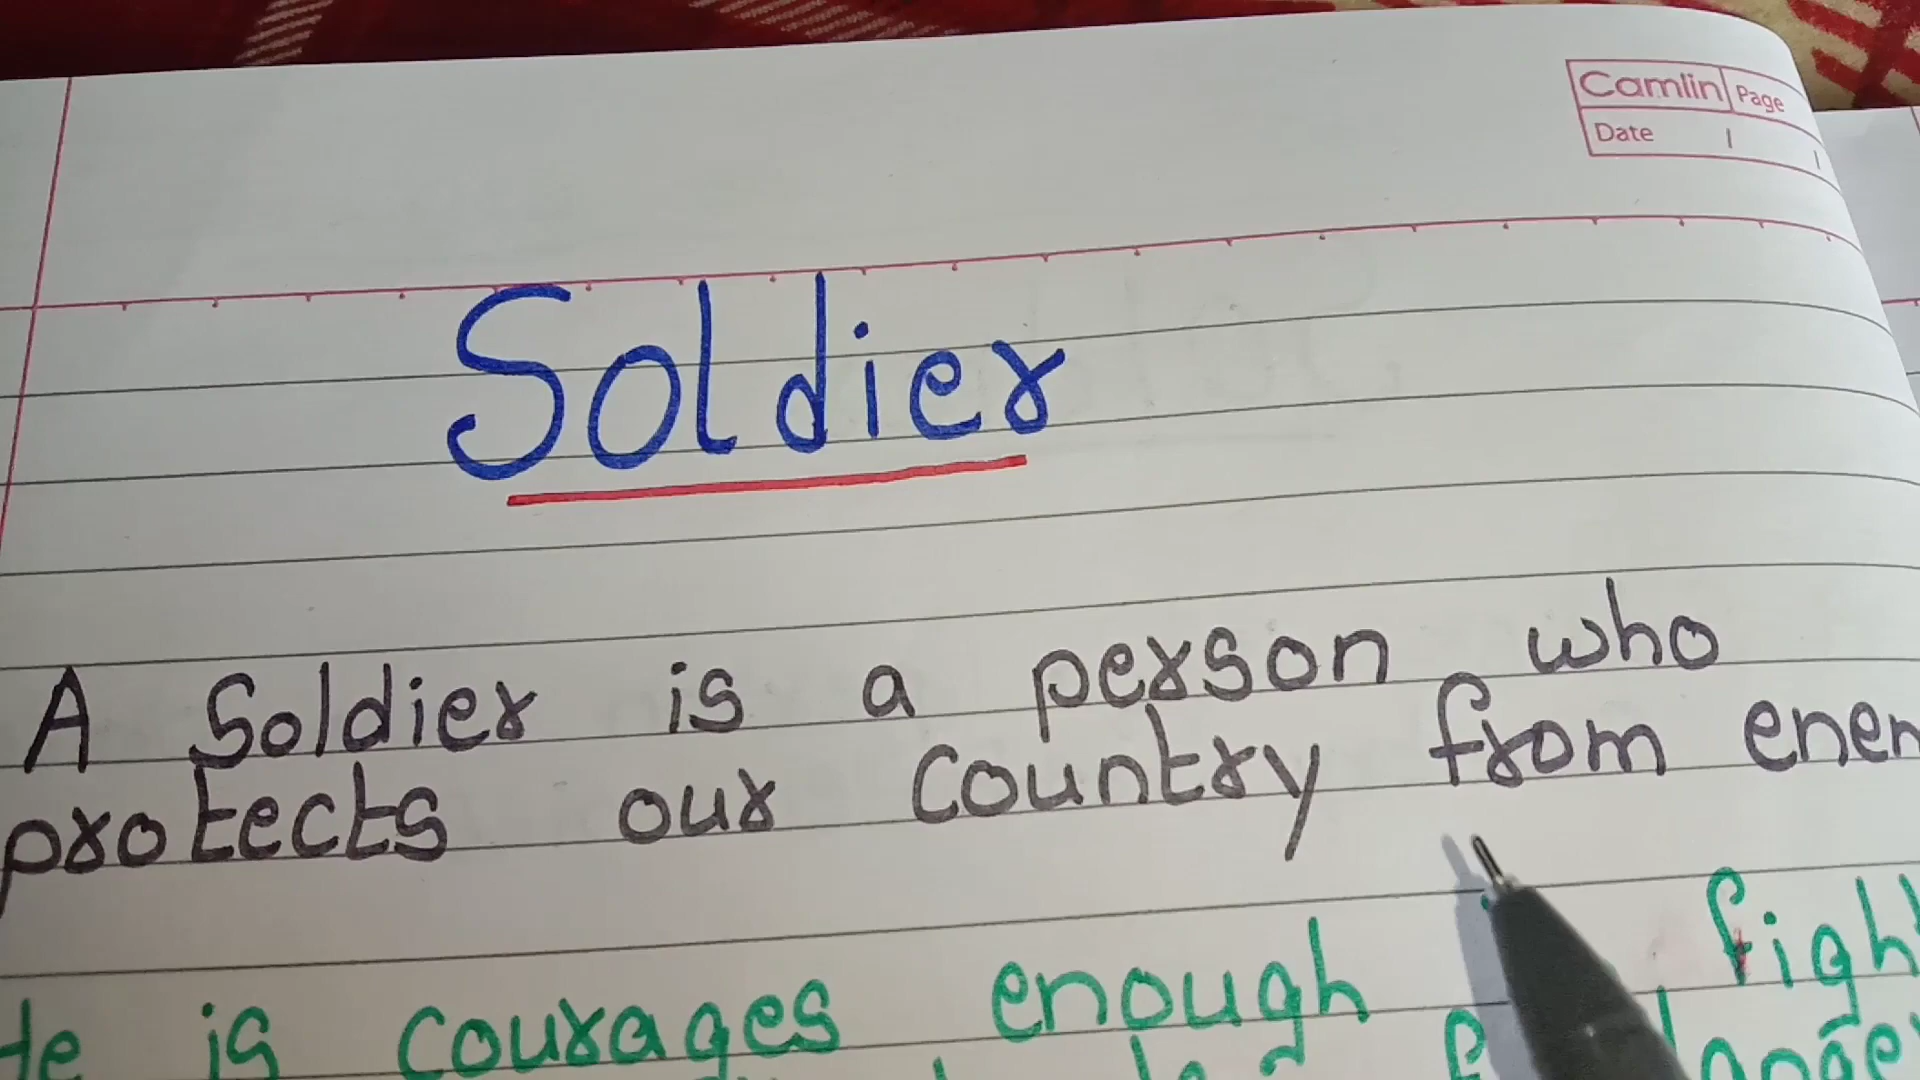 Camlin Page
Date / /
Soldier
A Soldier is a person who
protects our country from
He is courages enough